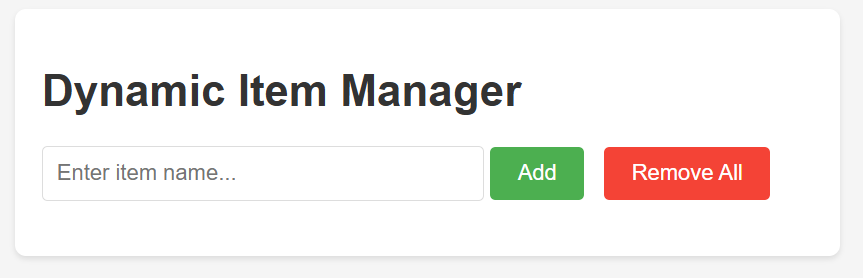 Dynamic Item Manager
Enter item name... Add Remove All